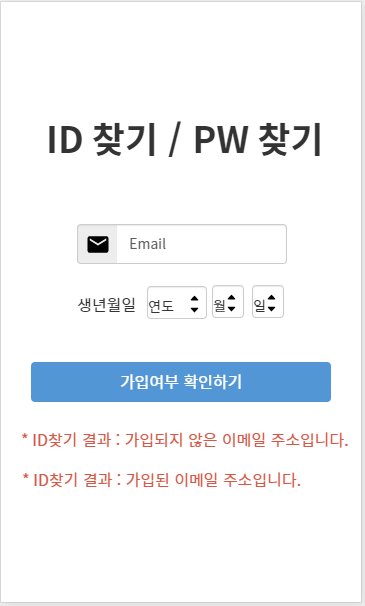 ID 찾기 / PW 찾기
Email
생년월일 연도 월 일
가입여부 확인하기
* ID찾기 결과 : 가입되지 않은 이메일 주소입니다.
* ID찾기 결과 : 가입된 이메일 주소입니다.